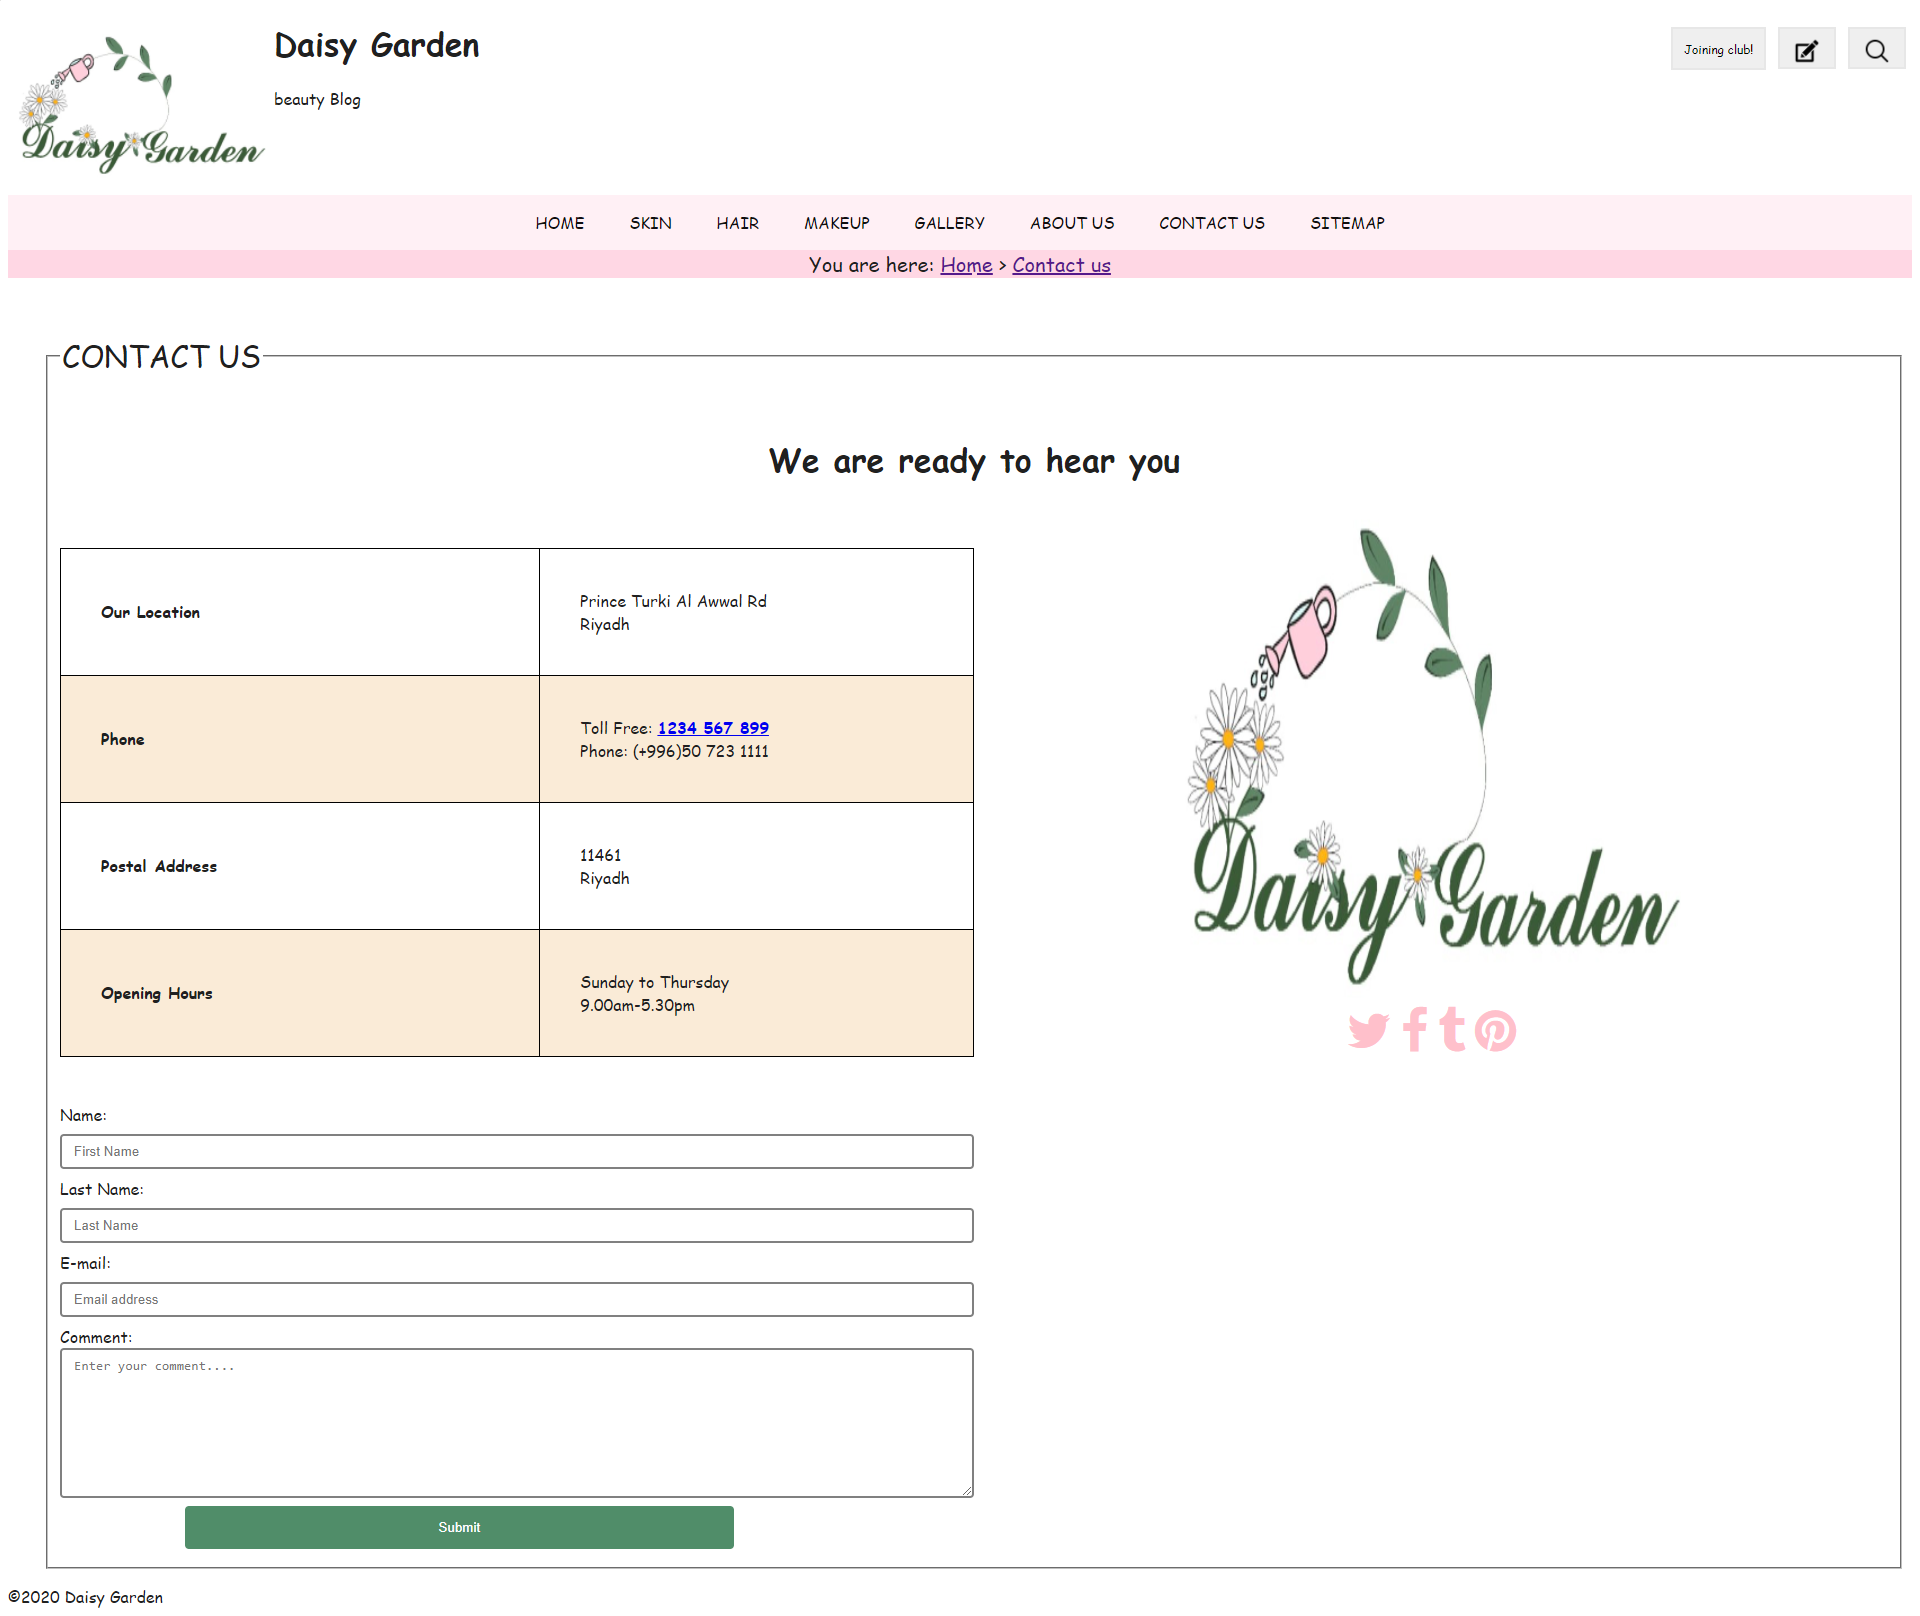 Daisy Garden
beauty Blog
Joining club!
Daisy Garden
HOME SKIN HAIR MAKEUP GALLERY ABOUT US CONTACT US SITEMAP
You are here: Home > Contact us
CONTACT US
We are ready to hear you
Our Location
Prince Turki Al Awwal Rd
Riyadh
Phone
Toll Free: 1234 567 899
Phone: (+996)50 723 1111
Postal Address
11461
Riyadh
Opening Hours
Sunday to Thursday
9.00am-5.30pm
Daisy Garden
Name:
First Name
Last Name:
Last Name
E-mail:
Email address
Comment:
Enter your comment....
Submit
©2020 Daisy Garden